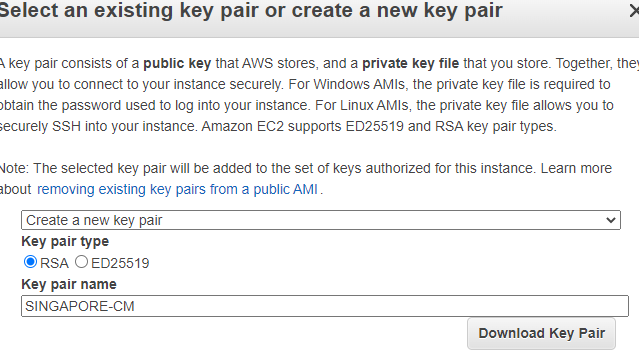 Select an existing key pair or create a new key pair
A key pair consists of a public key that AWS stores, and a private key file that you store. Together, they
allow you to connect to your instance securely. For Windows AMIs, the private key file is required to
obtain the password used to log into your instance. For Linux AMIs, the private key file allows you to
securely SSH into your instance. Amazon EC2 supports ED25519 and RSA key pair types.
Note: The selected key pair will be added to the set of keys authorized for this instance. Learn more
about removing existing key pairs from a public AMI.
Create a new key pair
Key pair type
RSA ED25519
Key pair name
SINGAPORE-CM
Download Key Pair